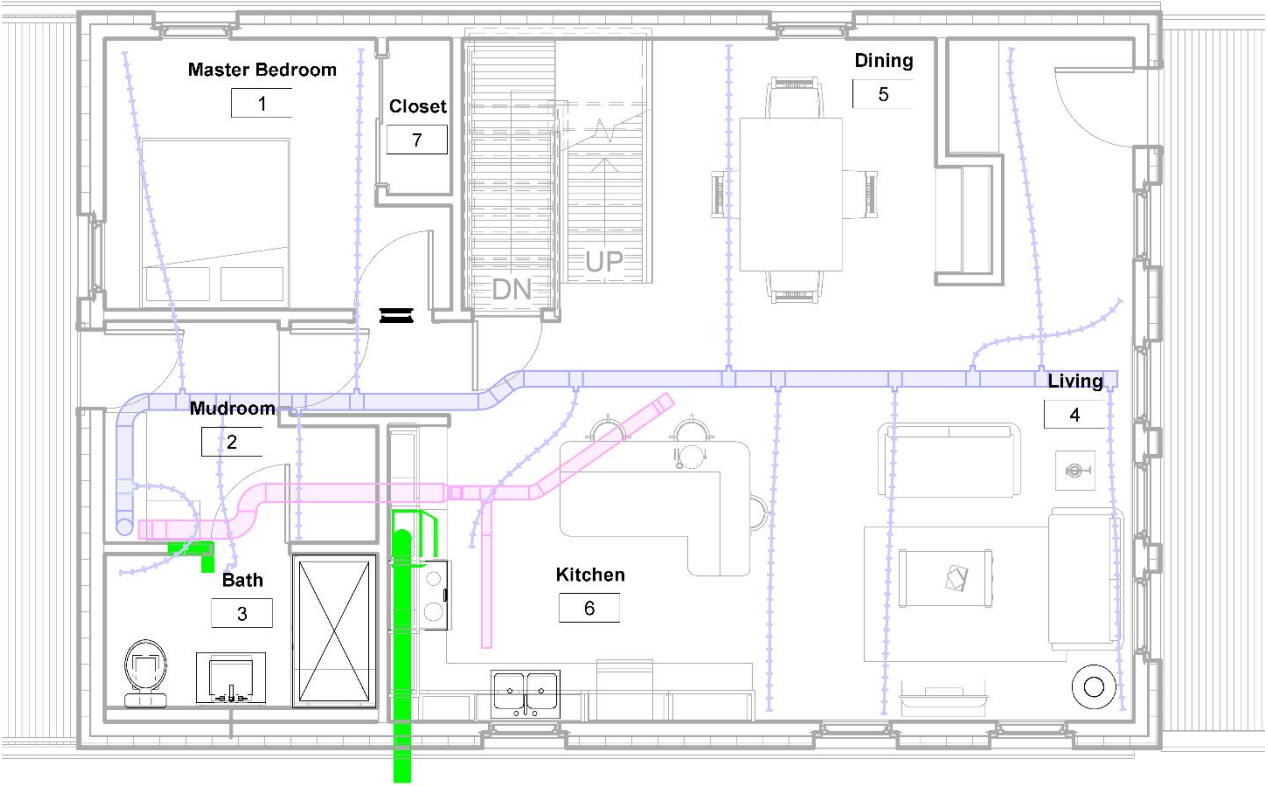 Master Bedroom
1
Closet
7
Dining
5
UP
DN
Mudroom
2
Living
4
Bath
3
Kitchen
6